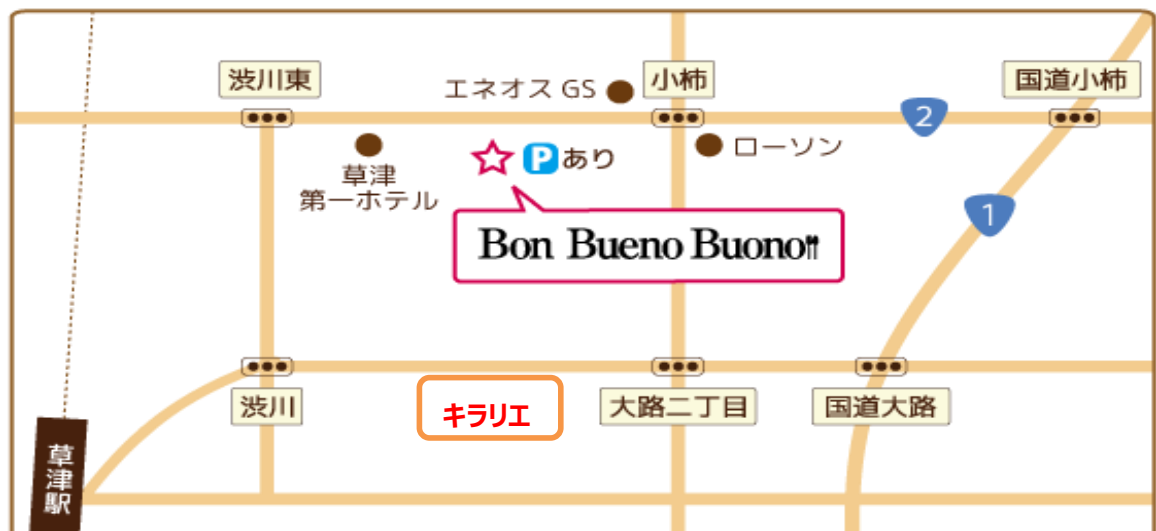 渋川東
エネオス GS
小柿
国道小柿
2
草津
第一ホテル
P あり
ローソン
1
Bon Bueno Buono
渋川
キラリエ
大路二丁目
国道大路
草津駅